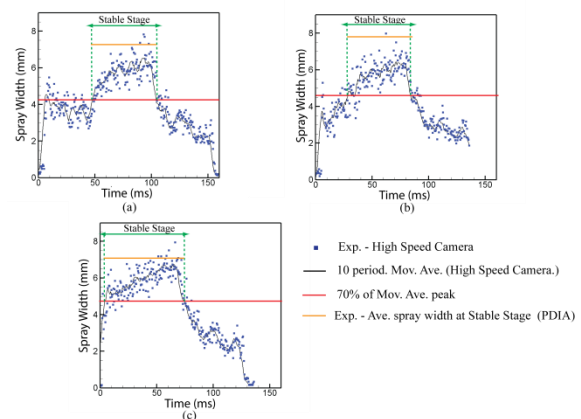 Stable Stage
8
6
4
2
0
Spray Width (mm)
0 50 100 150
Time (ms)
(a)
Stable Stage
8
6
4
2
0
Spray Width (mm)
0 50 100 150
Time (ms)
(b)
Stable Stage
8
6
4
2
0
Spray Width (mm)
0 50 100 150
Time (ms)
(c)
Exp. - High Speed Camera
10 period. Mov. Ave. (High Speed Camera.)
70% of Mov. Ave. peak
Exp. - Ave. spray width at Stable Stage (PDIA)